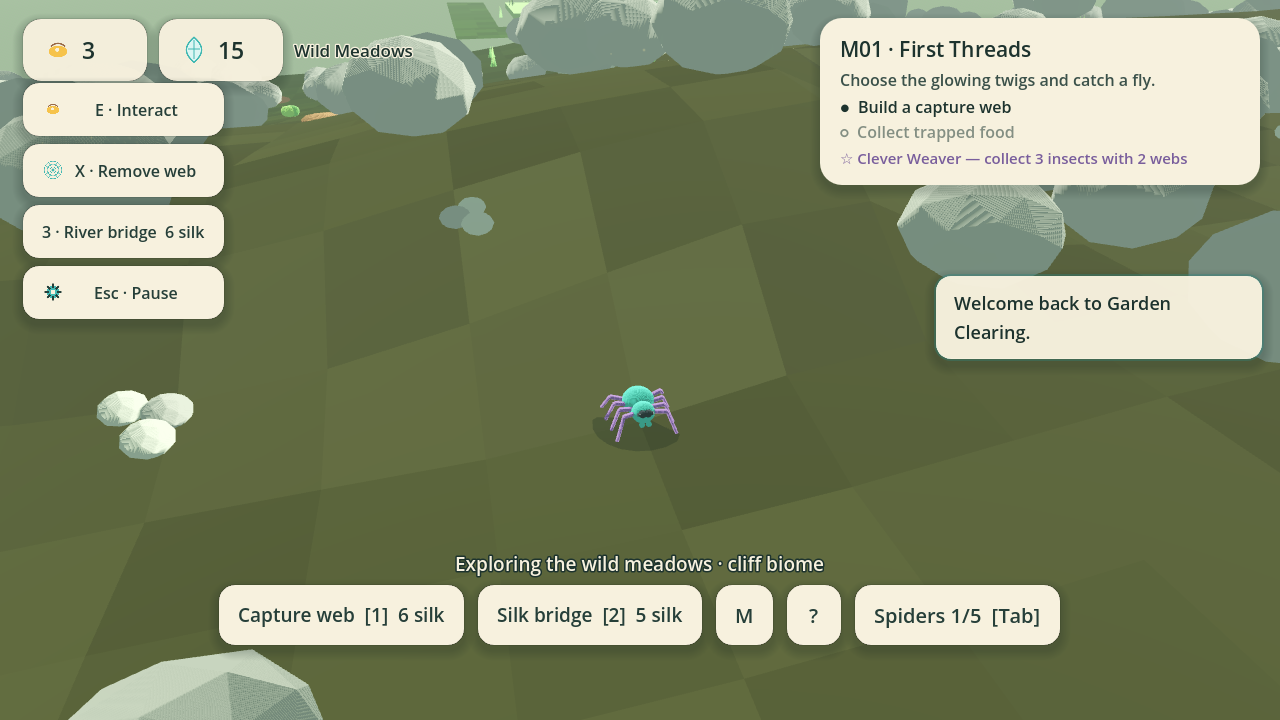 3
15
Wild Meadows
E · Interact
X · Remove web
3 · River bridge 6 silk
Esc · Pause
M01 · First Threads
Choose the glowing twigs and catch a fly.
● Build a capture web
○ Collect trapped food
☆ Clever Weaver — collect 3 insects with 2 webs
Welcome back to Garden
Clearing.
Exploring the wild meadows · cliff biome
Capture web [1] 6 silk
Silk bridge [2] 5 silk
M
?
Spiders 1/5 [Tab]